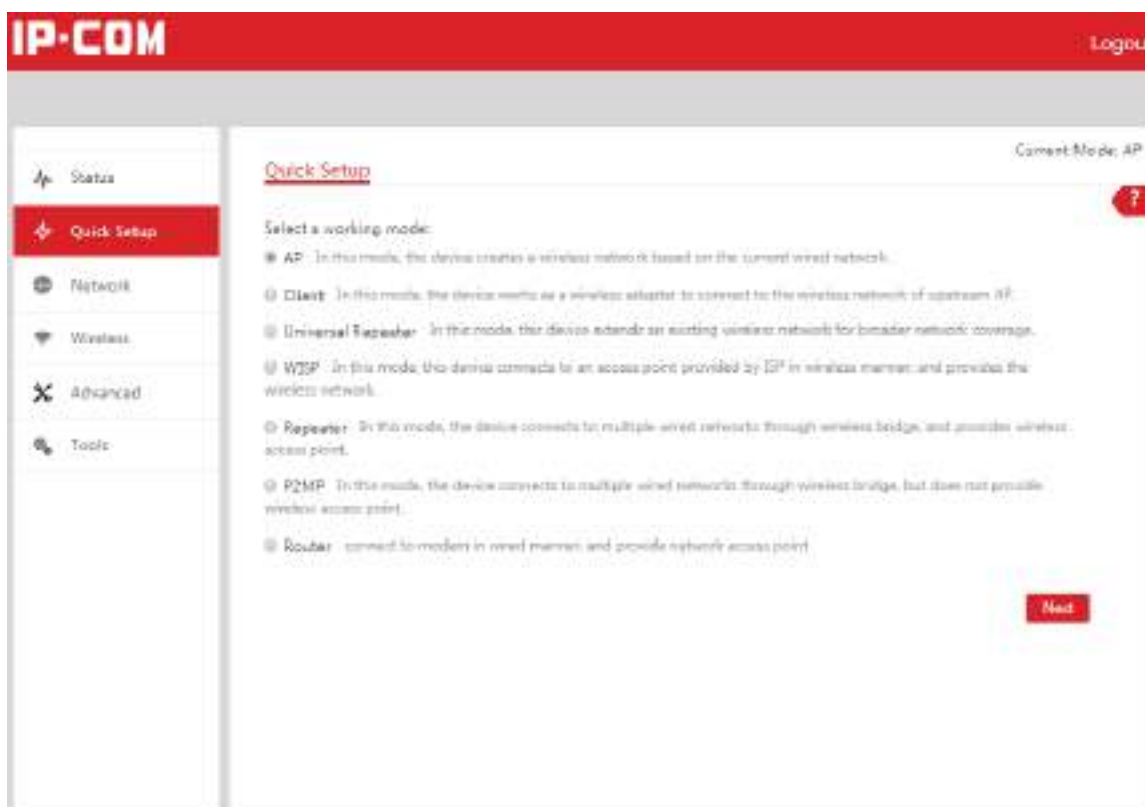 IP-COM
Logou
Current Mode: AP
Status
Quick Setup
Network
Wireless
Advanced
Tools
Quick Setup
?
Select a working mode:
AP In this mode, the device creates a wireless network based on the current wired network.
Client In this mode, the device works as a wireless adapter to connect to the wireless network of upstream AP.
Universal Repeater In this mode, this device extends an existing wireless network for broader network coverage.
WISP In this mode, this device connects to an access point provided by ISP in wireless manner, and provides the
wireless network.
Repeater In this mode, the device connects to multiple wired networks through wireless bridge, and provides wireless
access point.
P2MP In this mode, the device connects to multiple wired networks through wireless bridge, but does not provide
wireless access point.
Router connect to modem in wired manner, and provide network access point
Next